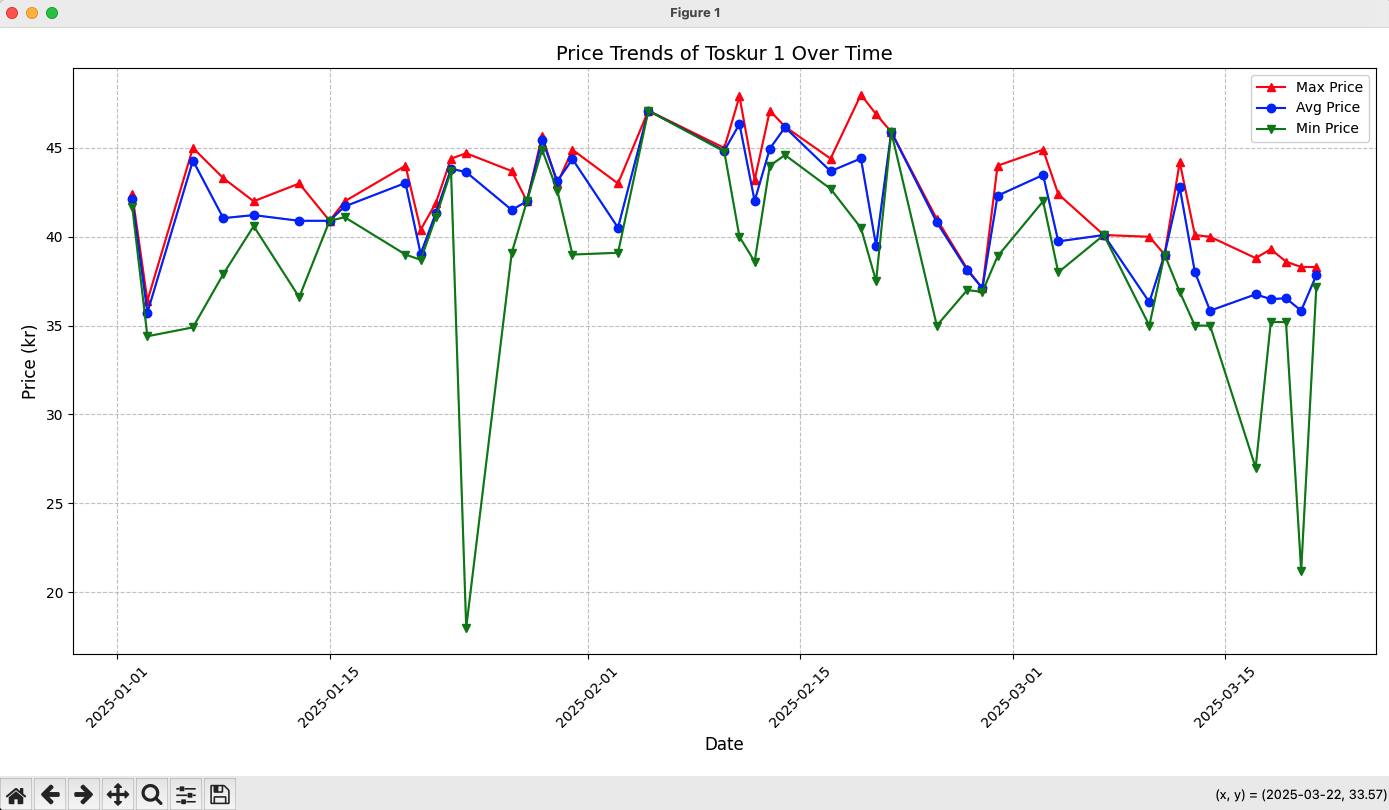 Figure 1
Price Trends of Toskur 1 Over Time
Max Price
Avg Price
Min Price
45
40
35
30
25
20
Price (kr)
2025-01-01
2025-01-15
2025-02-01
2025-02-15
2025-03-01
2025-03-15
Date
(x, y) = (2025-03-22, 33.57)